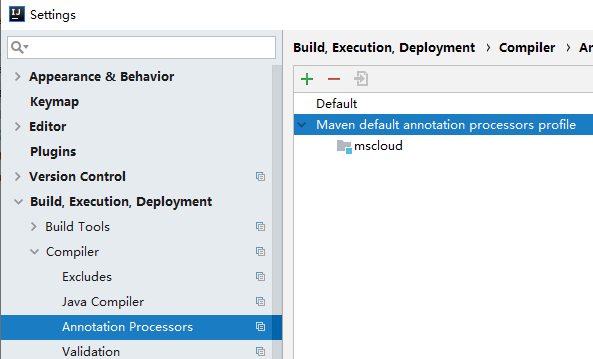 Settings
Appearance & Behavior
Keymap
Editor
Plugins
Version Control
Build, Execution, Deployment
Build Tools
Compiler
Excludes
Java Compiler
Annotation Processors
Validation
Build, Execution, Deployment › Compiler › An
Default
Maven default annotation processors profile
mscloud